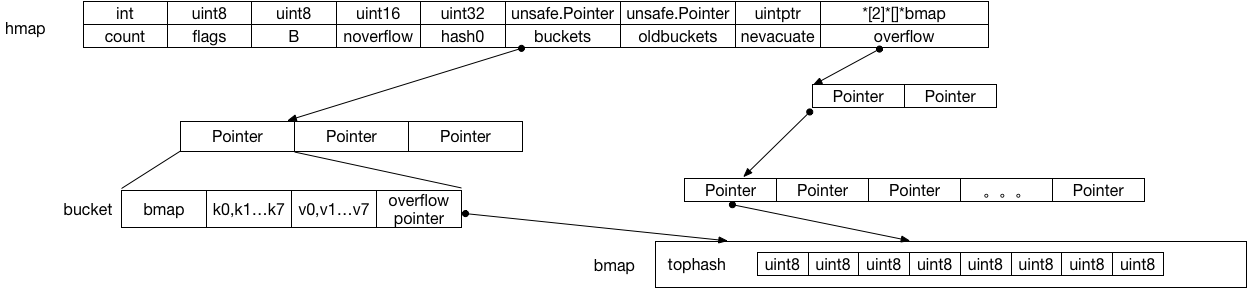 hmap
int uint8 uint8 uint16 uint32 unsafe.Pointer unsafe.Pointer uintptr *[2]*[]*bmap
count flags B noverflow hash0 buckets oldbuckets nevacuate overflow
Pointer Pointer
Pointer Pointer Pointer
Pointer Pointer Pointer 。。。 Pointer
bucket bmap k0,k1...k7 v0,v1...v7 overflow
pointer
bmap tophash uint8 uint8 uint8 uint8 uint8 uint8 uint8 uint8